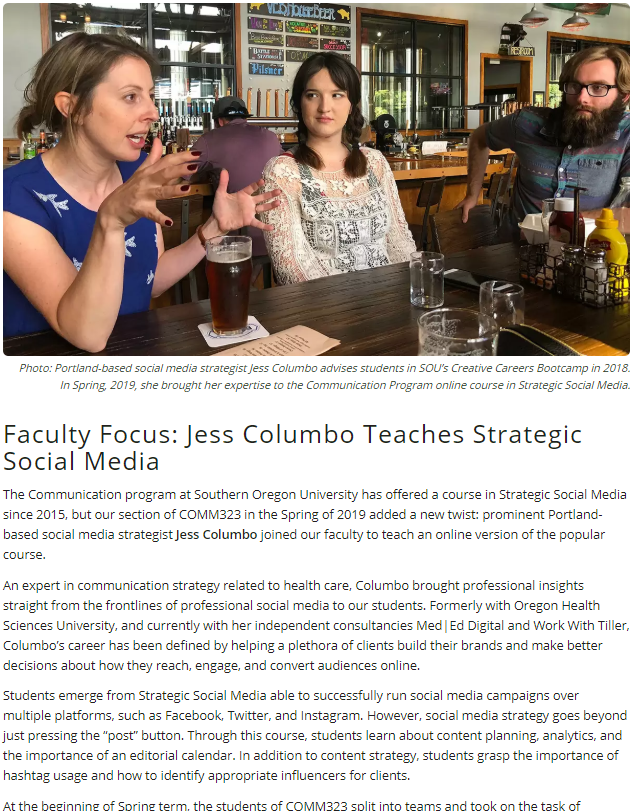 WILD HOUSE BEER
BATTLE STATIONS!
Pilsner
RESTROOM
Photo: Portland-based social media strategist Jess Columbo advises students in SOU's Creative Careers Bootcamp in 2018.
In Spring, 2019, she brought her expertise to the Communication Program online course in Strategic Social Media.
Faculty Focus: Jess Columbo Teaches Strategic
Social Media
The Communication program at Southern Oregon University has offered a course in Strategic Social Media
since 2015, but our section of COMM323 in the Spring of 2019 added a new twist: prominent Portland-
based social media strategist Jess Columbo joined our faculty to teach an online version of the popular
course.
An expert in communication strategy related to health care, Columbo brought professional insights
straight from the frontlines of professional social media to our students. Formerly with Oregon Health
Sciences University, and currently with her independent consultancies Med|Ed Digital and Work With Tiller,
Columbo's career has been defined by helping a plethora of clients build their brands and make better
decisions about how they reach, engage, and convert audiences online.
Students emerge from Strategic Social Media able to successfully run social media campaigns over
multiple platforms, such as Facebook, Twitter, and Instagram. However, social media strategy goes beyond
just pressing the “post” button. Through this course, students learn about content planning, analytics, and
the importance of an editorial calendar. In addition to content strategy, students grasp the importance of
hashtag usage and how to identify appropriate influencers for clients.
At the beginning of Spring term, the students of COMM323 split into teams and took on the task of